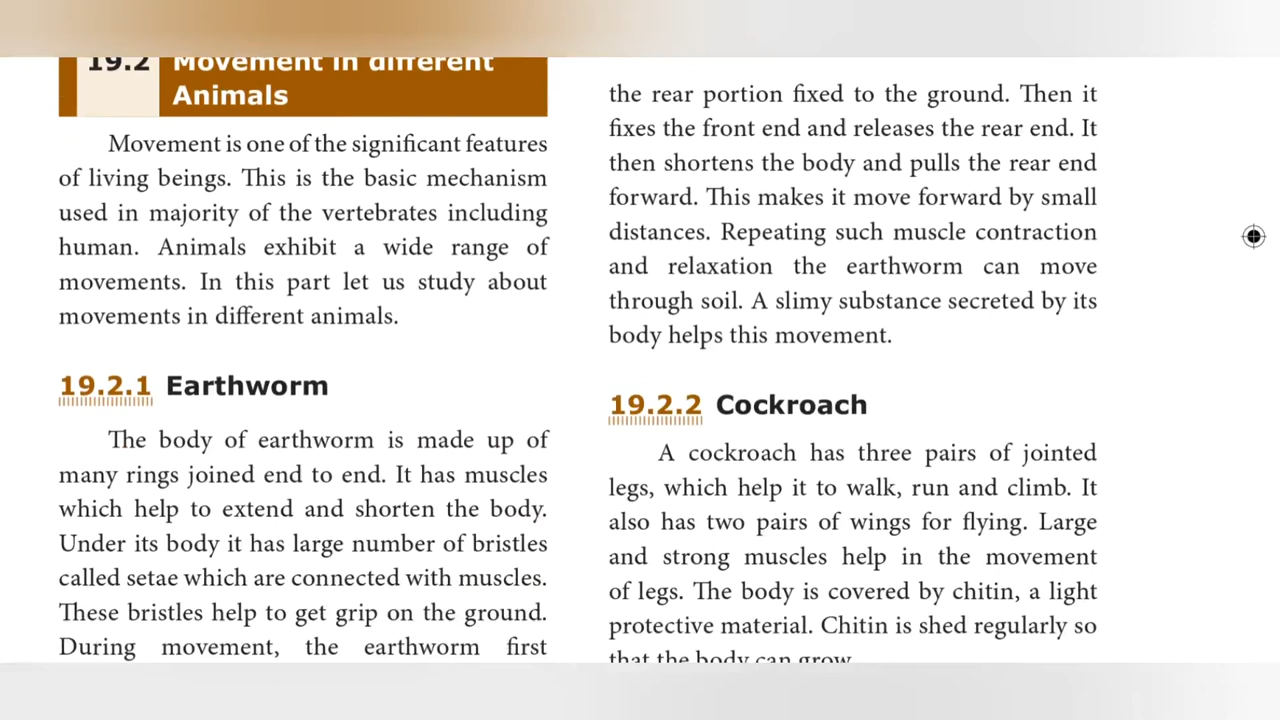 19.2 Movement in different
Animals
Movement is one of the significant features
of living beings. This is the basic mechanism
used in majority of the vertebrates including
human. Animals exhibit a wide range of
movements. In this part let us study about
movements in different animals.
19.2.1 Earthworm
The body of earthworm is made up of
many rings joined end to end. It has muscles
which help to extend and shorten the body.
Under its body it has large number of bristles
called setae which are connected with muscles.
These bristles help to get grip on the ground.
During movement, the earthworm first
the rear portion fixed to the ground. Then it
fixes the front end and releases the rear end. It
then shortens the body and pulls the rear end
forward. This makes it move forward by small
distances. Repeating such muscle contraction
and relaxation the earthworm can move
through soil. A slimy substance secreted by its
body helps this movement.
19.2.2 Cockroach
A cockroach has three pairs of jointed
legs, which help it to walk, run and climb. It
also has two pairs of wings for flying. Large
and strong muscles help in the movement
of legs. The body is covered by chitin, a light
protective material. Chitin is shed regularly so
that the body can grow.